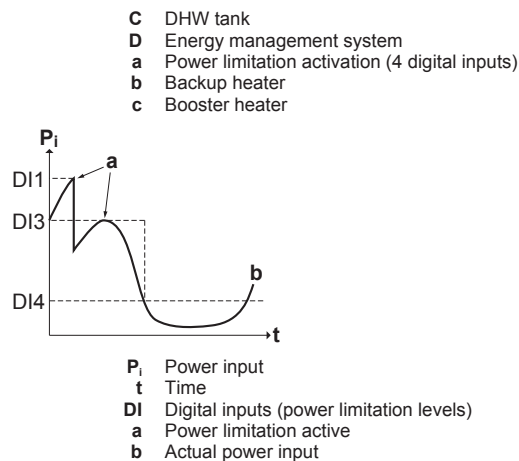 C DHW tank
D Energy management system
a Power limitation activation (4 digital inputs)
b Backup heater
c Booster heater
Pi
a
DI1
DI3
b
DI4
t
Pi Power input
t Time
DI Digital inputs (power limitation levels)
a Power limitation active
b Actual power input